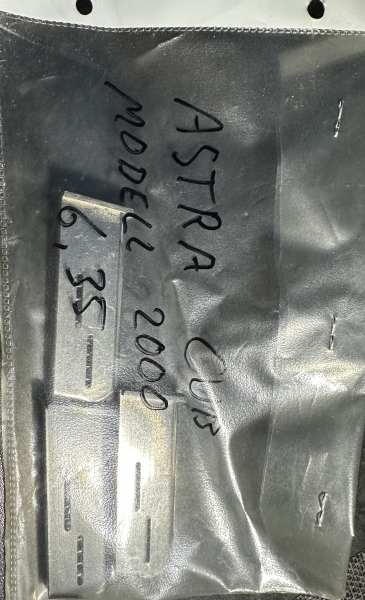 ASTRA CUB
MODELL 2000
6,35